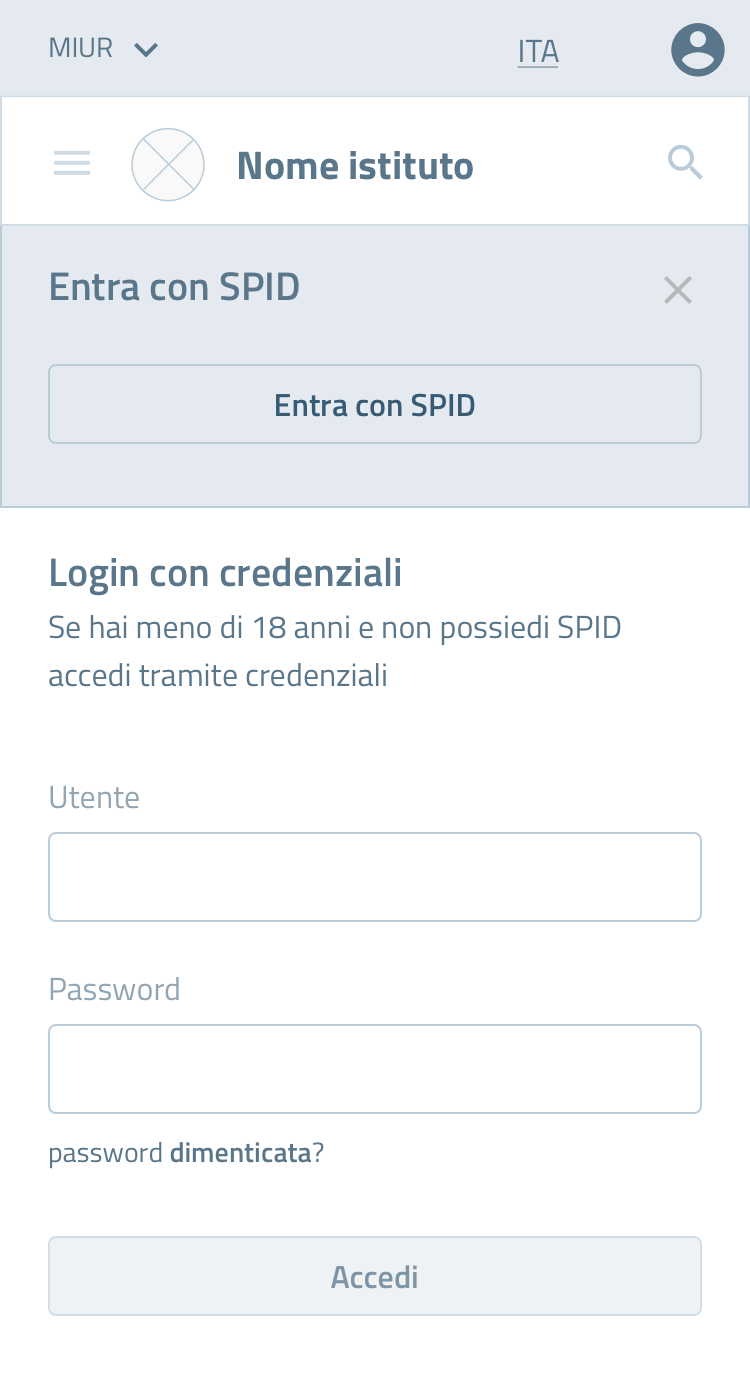 MIUR
ITA
Nome istituto
Entra con SPID
Entra con SPID
Login con credenziali
Se hai meno di 18 anni e non possiedi SPID
accedi tramite credenziali
Utente
Password
password dimenticata?
Accedi